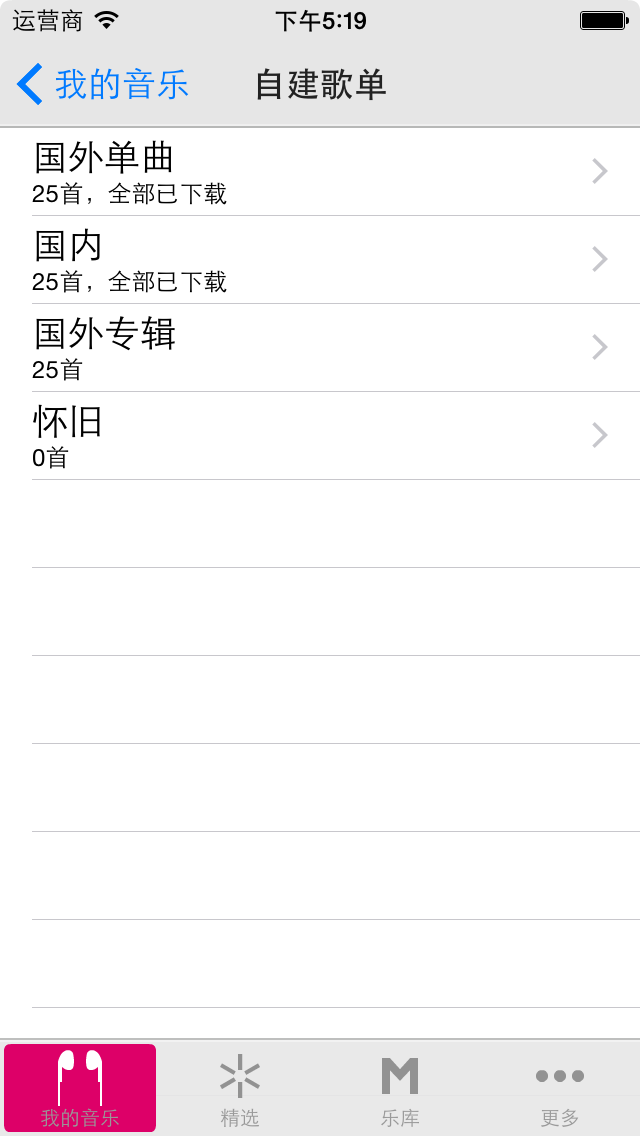 运营商 下午5:19
我的音乐 自建歌单
国外单曲
25首，全部已下载
国内
25首，全部已下载
国外专辑
25首
怀旧
0首
我的音乐 精选 乐库 更多